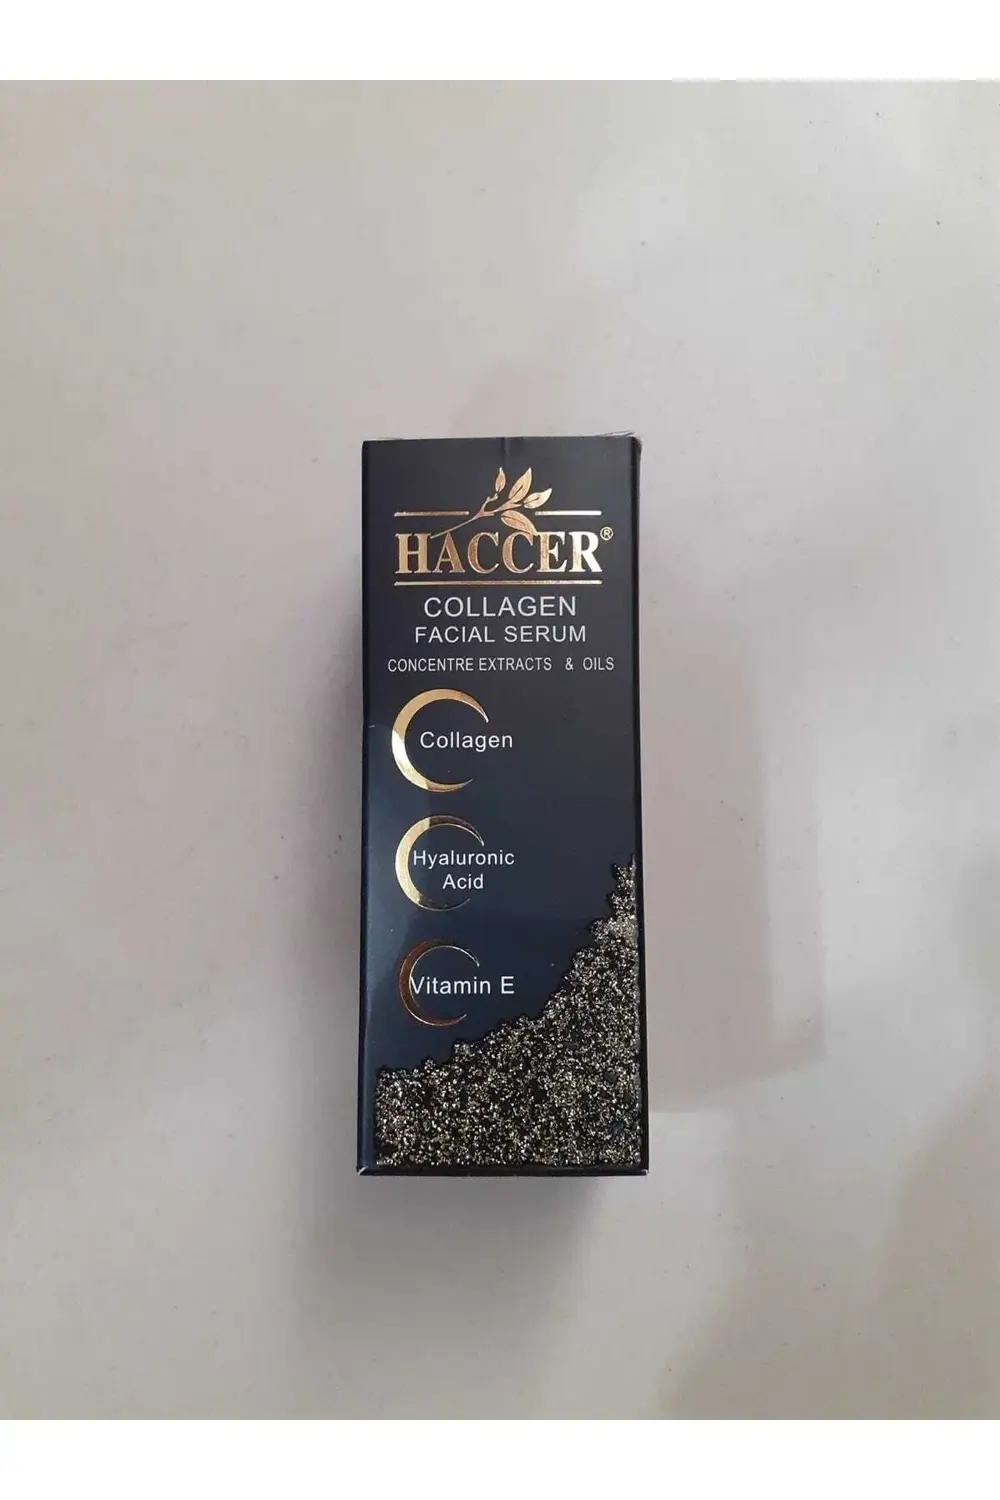 HACCER®
COLLAGEN
FACIAL SERUM
CONCENTRE EXTRACTS & OILS
Collagen
Hyaluronic
Acid
Vitamin E